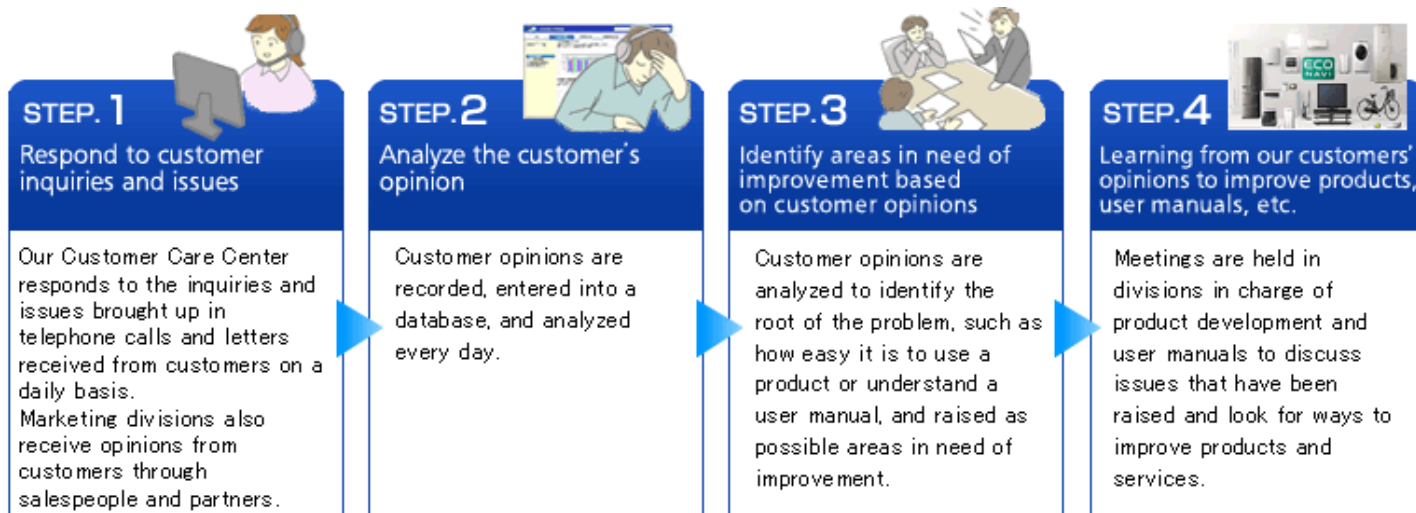 STEP. 1
Respond to customer
inquiries and issues
Our Customer Care Center
responds to the inquiries and
issues brought up in
telephone calls and letters
received from customers on a
daily basis.
Marketing divisions also
receive opinions from
customers through
salespeople and partners.
STEP.2
Analyze the customer's
opinion
Customer opinions are
recorded, entered into a
database, and analyzed
every day.
STEP.3
Identify areas in need of
improvement based
on customer opinions
Customer opinions are
analyzed to identify the
root of the problem, such as
how easy it is to use a
product or understand a
user manual, and raised as
possible areas in need of
improvement.
ECO
NAVI
STEP.4
Learning from our customers'
opinions to improve products,
user manuals, etc.
Meetings are held in
divisions in charge of
product development and
user manuals to discuss
issues that have been
raised and look for ways to
improve products and
services.